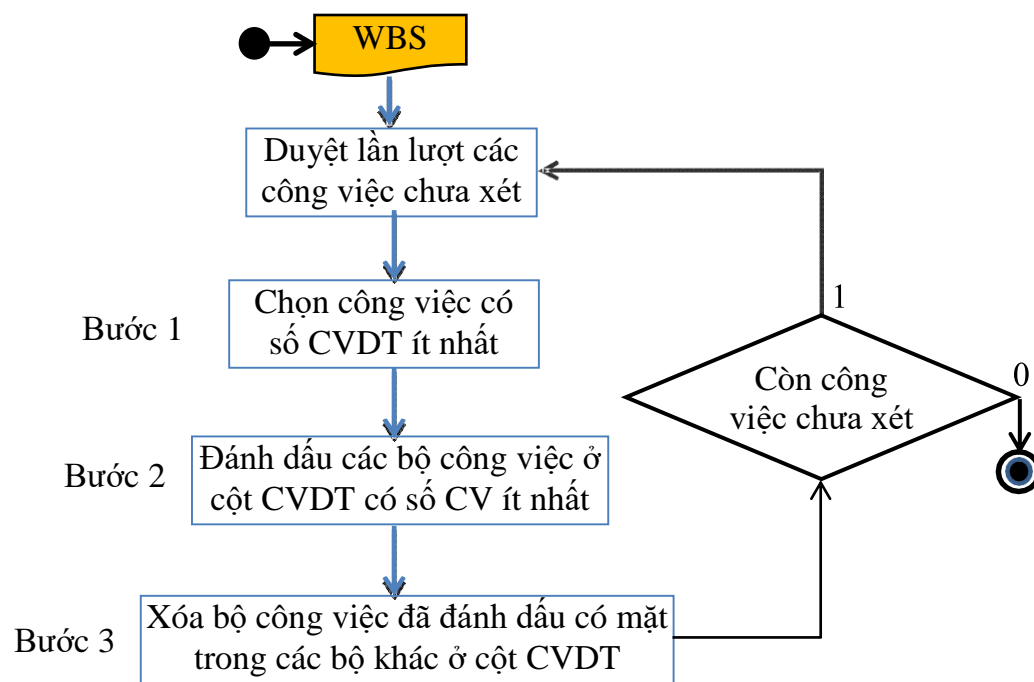 WBS
Duyệt lần lượt các
công việc chưa xét
Bước 1
Chọn công việc có
số CVDT ít nhất
Bước 2
Đánh dấu các bộ công việc ở
cột CVDT có số CV ít nhất
Bước 3
Xóa bộ công việc đã đánh dấu có mặt
trong các bộ khác ở cột CVDT
1
0
Còn công
việc chưa xét